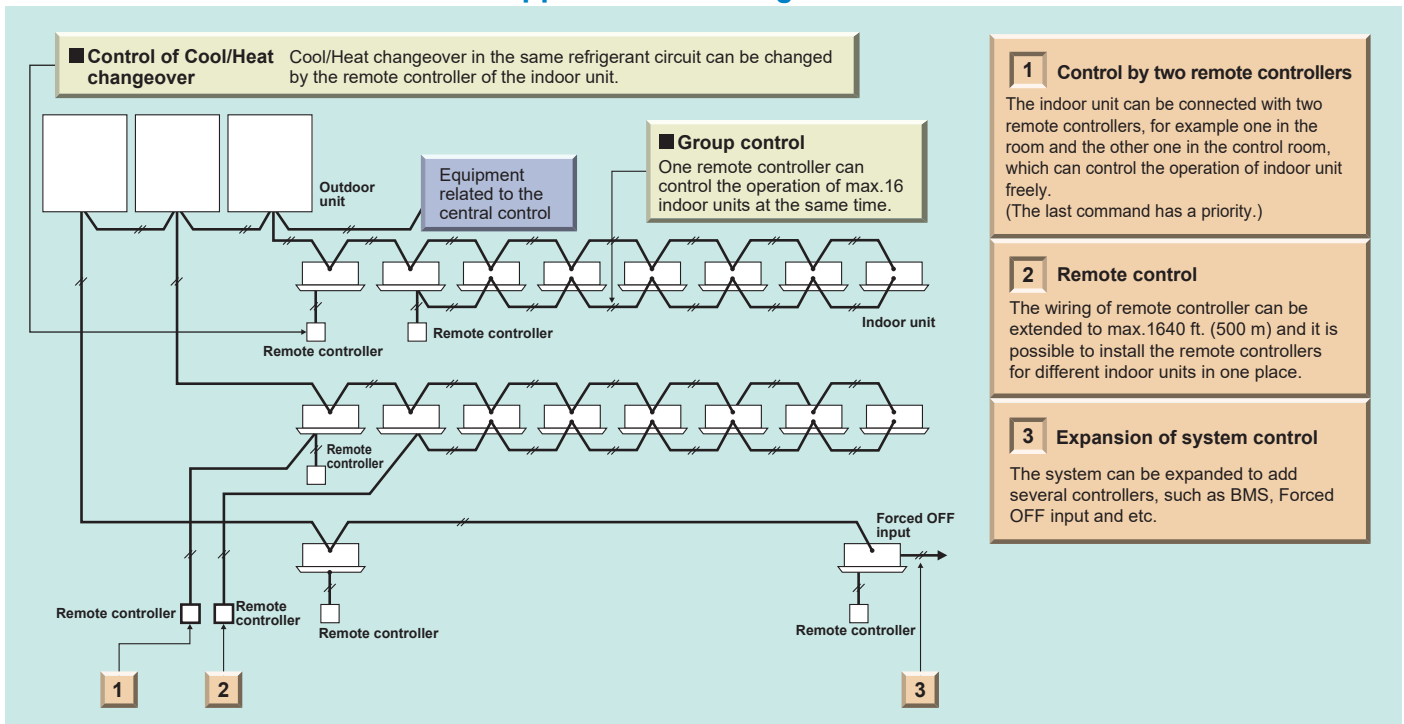 ■ Control of Cool/Heat
changeover
Cool/Heat changeover in the same refrigerant circuit can be changed
by the remote controller of the indoor unit.
Outdoor
unit
Equipment
related to the
central control
■ Group control
One remote controller can
control the operation of max.16
indoor units at the same time.
Remote controller
Remote controller
Indoor unit
Remote
controller
Forced OFF
input
Remote controller
Remote
controller
Remote controller
Remote controller
1
2
3
1 Control by two remote controllers
The indoor unit can be connected with two
remote controllers, for example one in the
room and the other one in the control room,
which can control the operation of indoor unit
freely.
(The last command has a priority.)
2 Remote control
The wiring of remote controller can be
extended to max.1640 ft. (500 m) and it is
possible to install the remote controllers
for different indoor units in one place.
3 Expansion of system control
The system can be expanded to add
several controllers, such as BMS, Forced
OFF input and etc.